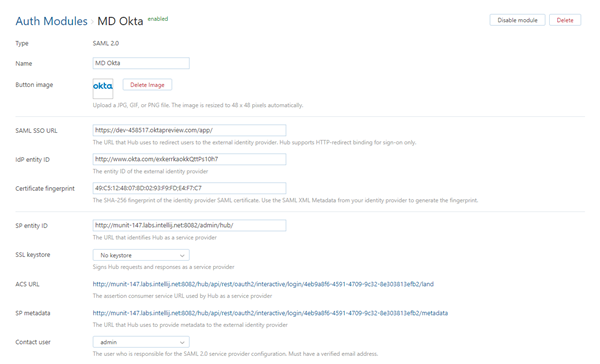 Auth Modules › MD Okta enabled
Disable module
Delete
Type
SAML 2.0
Name
MD Okta
Button image
okta
Delete Image
Upload a JPG, GIF, or PNG file. The image is resized to 48 x 48 pixels automatically.
SAML SSO URL
https://dev-458517.oktapreview.com/app/
The URL that Hub uses to redirect users to the external identity provider. Hub supports HTTP-redirect binding for sign-on only.
IdP entity ID
http://www.okta.com/exkerrkaokkQttPs10h7
The entity ID of the external identity provider
Certificate fingerprint
49:C5:12:48:07:8D:02:93:F9:FD:E4:F7:C7
The SHA-256 fingerprint of the identity provider SAML certificate. Use the SAML XML Metadata from your identity provider to generate the fingerprint.
SP entity ID
http://munit-147.labs.intellij.net:8082/admin/hub/
The URL that identifies Hub as a service provider
SSL keystore
No keystore
Signs Hub requests and responses as a service provider
ACS URL
http://munit-147.labs.intellij.net:8082/hub/api/rest/oauth2/interactive/login/4eb9a8f6-4591-4709-9c32-8e303813efb2/land
The assertion consumer service URL used by Hub as a service provider
SP metadata
http://munit-147.labs.intellij.net:8082/hub/api/rest/oauth2/interactive/login/4eb9a8f6-4591-4709-9c32-8e303813efb2/metadata
The URL that Hub uses to provide metadata to the external identity provider
Contact user
admin
The user who is responsible for the SAML 2.0 service provider configuration. Must have a verified email address.